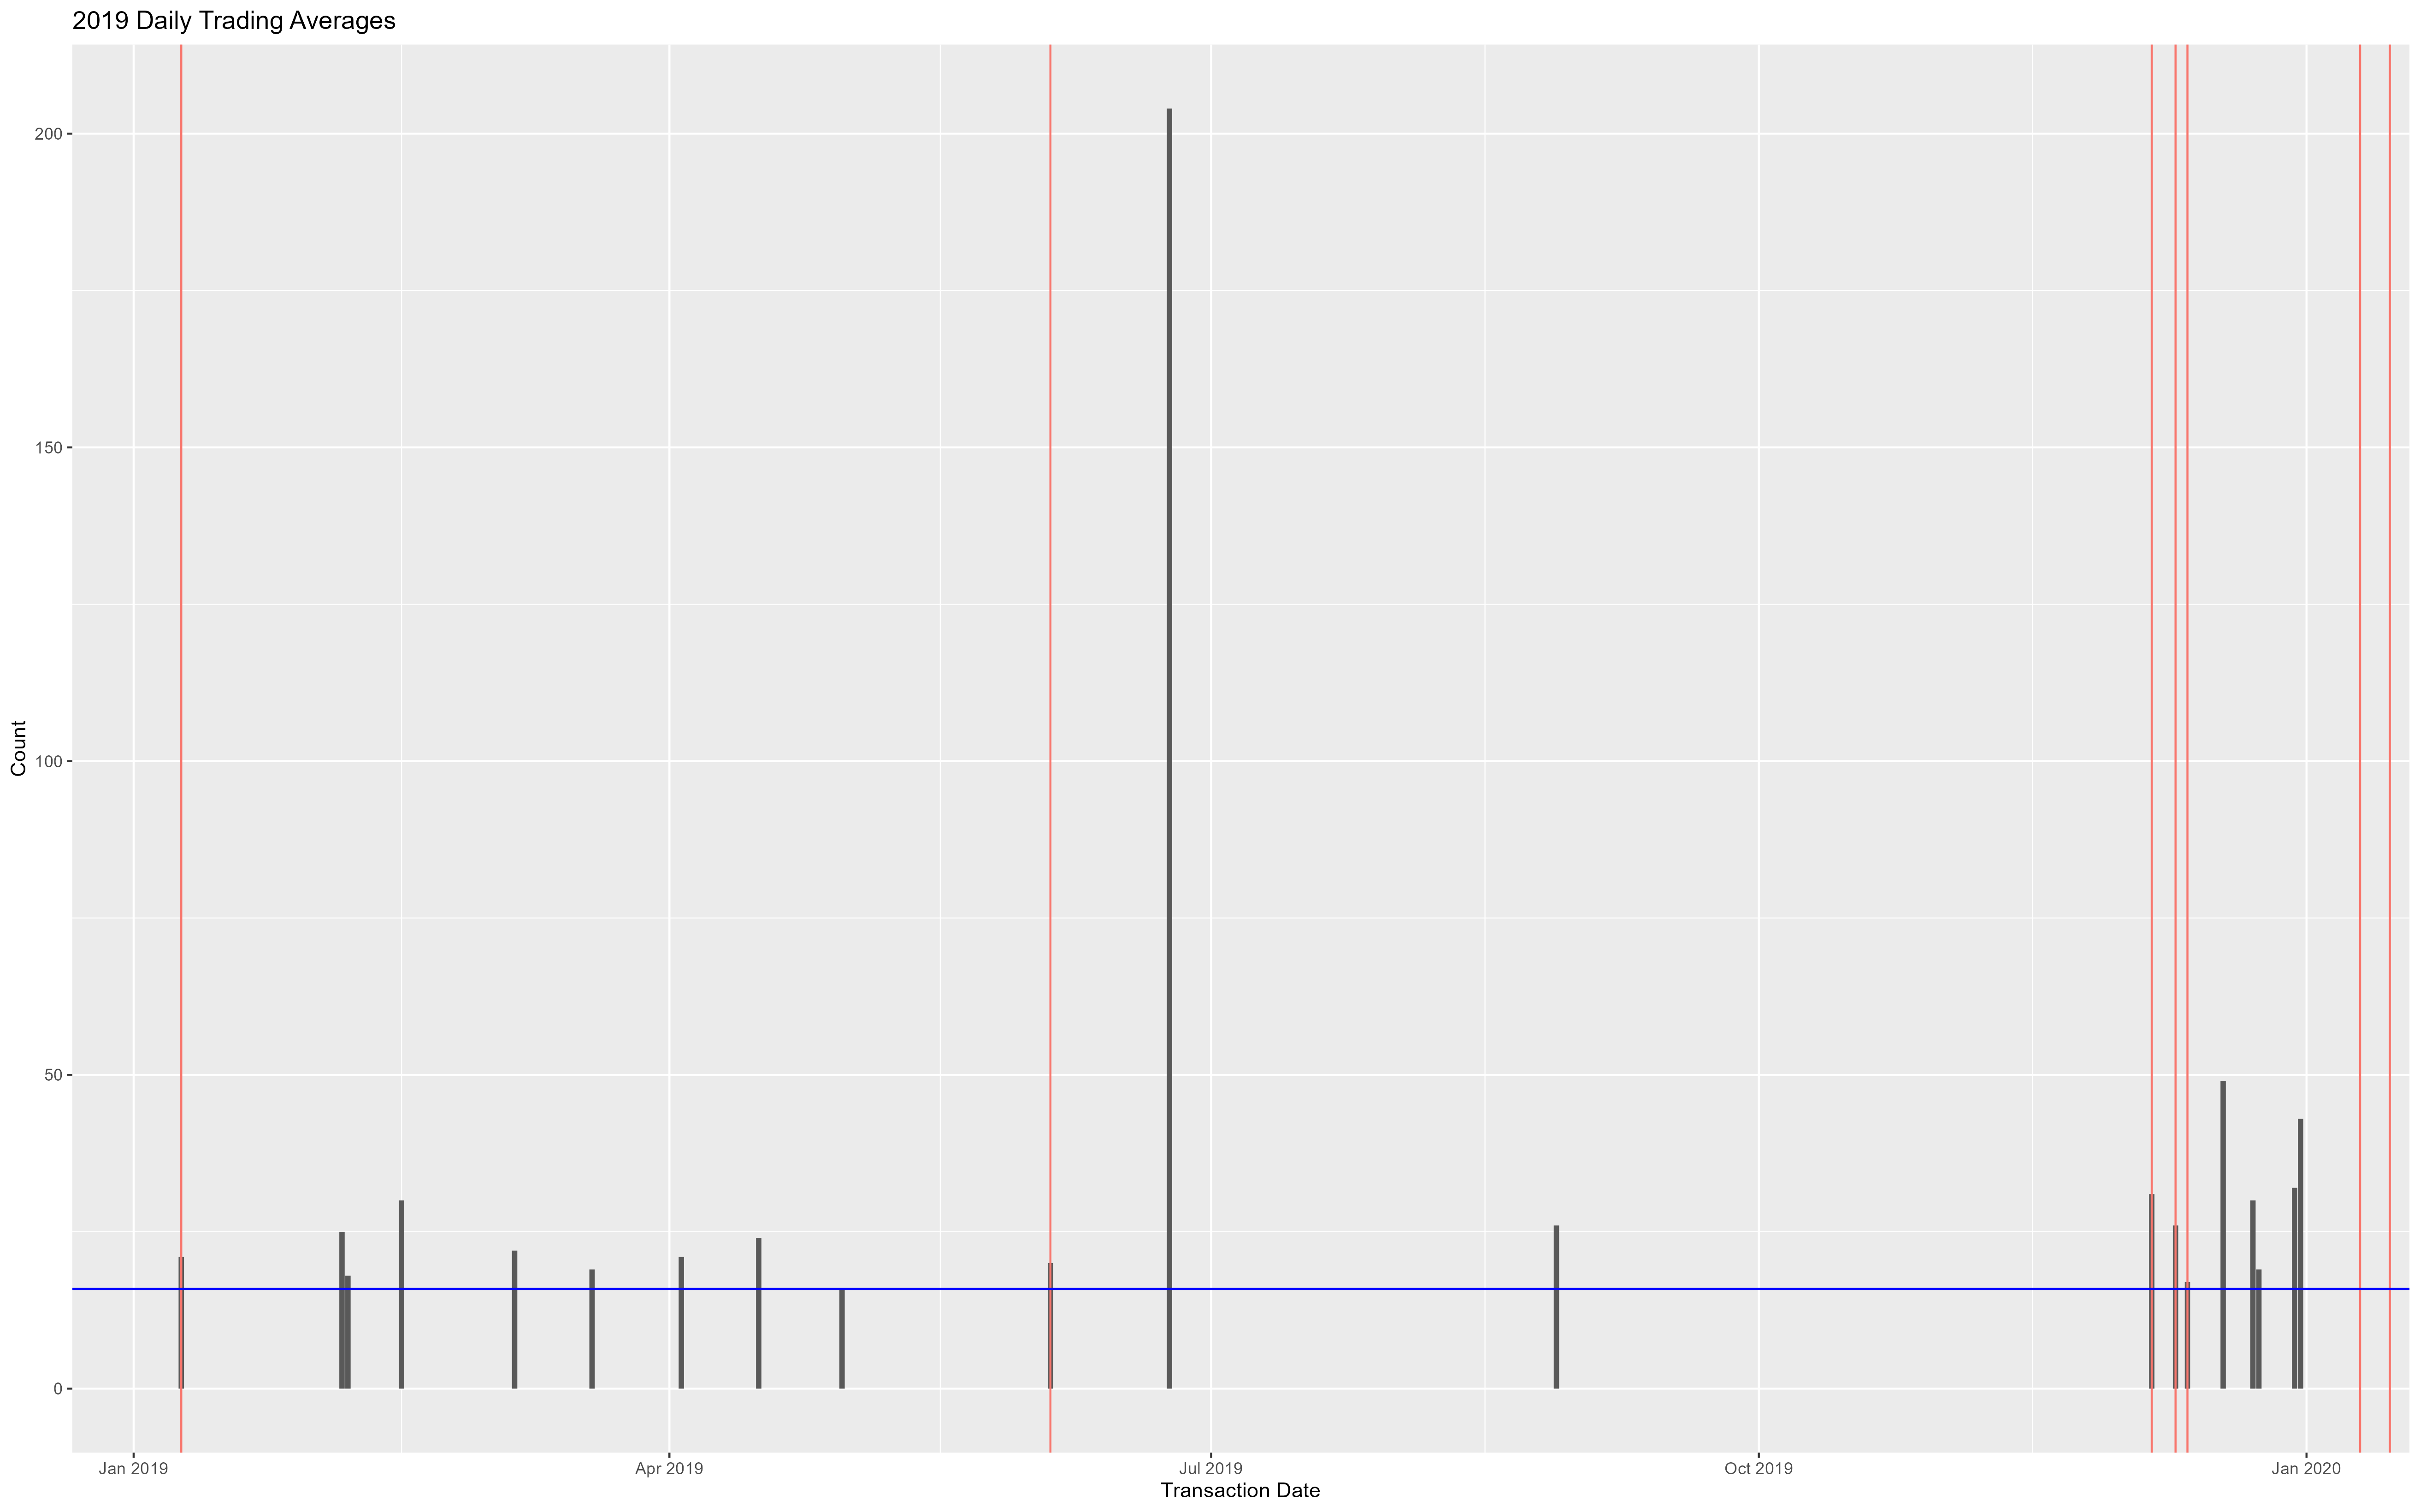 2019 Daily Trading Averages
Count
200
150
100
50
0
Jan 2019 Apr 2019 Jul 2019 Oct 2019 Jan 2020
Transaction Date